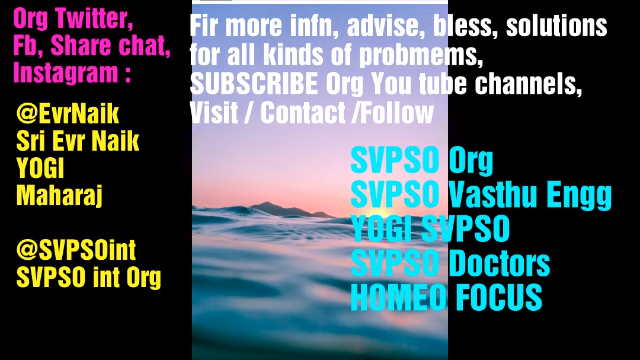 Org Twitter,
Fb, Share chat,
Instagram :
@EvrNaik
Sri Evr Naik
YOGI
Maharaj
@SVPSOint
SVPSO int Org
Fir more infn, advise, bless, solutions
for all kinds of probmems,
SUBSCRIBE Org You tube channels,
Visit / Contact /Follow
SVPSO Org
SVPSO Vasthu Engg
YOGI SVPSO
SVPSO Doctors
HOMEO FOCUS